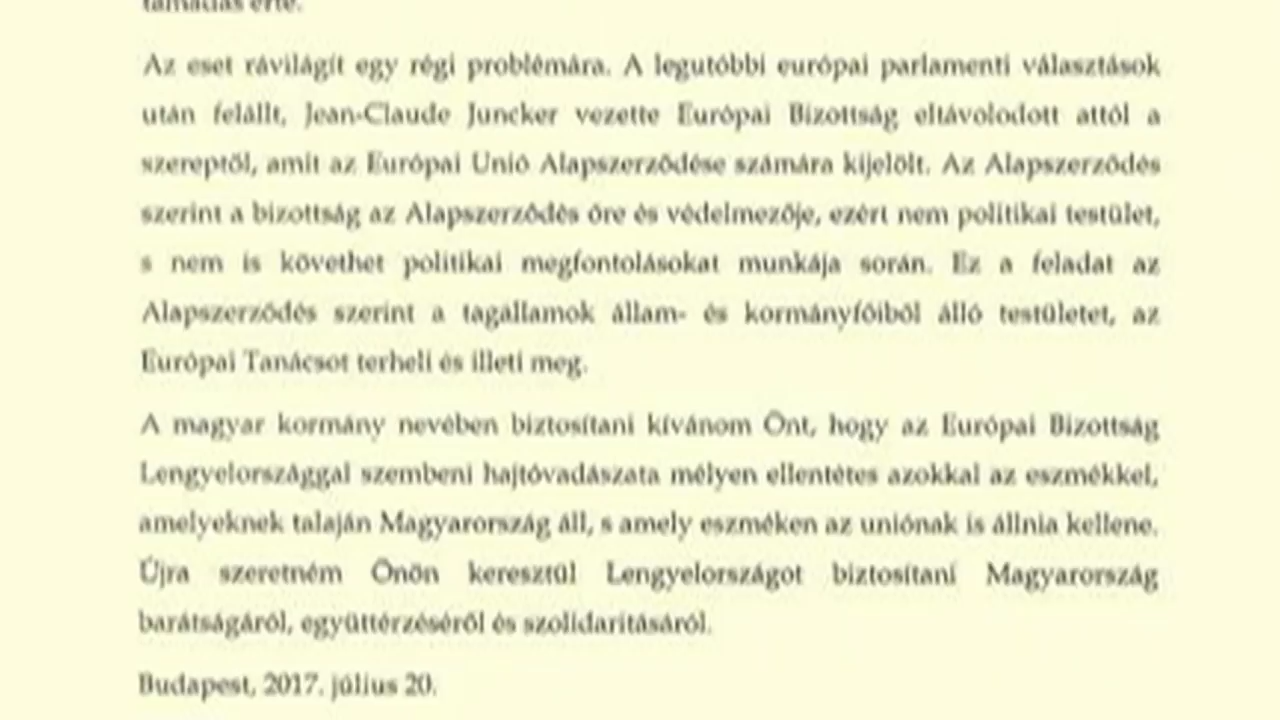 támadás érte.
Az eset rávilágít egy régi problémára. A legutóbbi európai parlamenti választások
után felállt, Jean-Claude Juncker vezette Európai Bizottság eltávolodott attól a
szereptől, amit az Európai Unió Alapszerződése számára kijelölt. Az Alapszerződés
szerint a bizottság az Alapszerződés őre és védelmezője, ezért nem politikai testület,
s nem is követhet politikai megfontolásokat munkája során. Ez a feladat az
Alapszerződés szerint a tagállamok állam- és kormányfőiből álló testületet, az
Európai Tanácsot terheli és illeti meg.
A magyar kormány nevében biztosítani kívánom Önt, hogy az Európai Bizottság
Lengyelországgal szembeni hajtóvadászata mélyen ellentétes azokkal az eszmékkel,
amelyeknek talaján Magyarország áll, s amely eszméken az uniónak is állnia kellene.
Újra szeretném Önön keresztül Lengyelországot biztosítani Magyarország
barátságáról, együttérzéséről és szolidaritásáról.
Budapest, 2017. július 20.